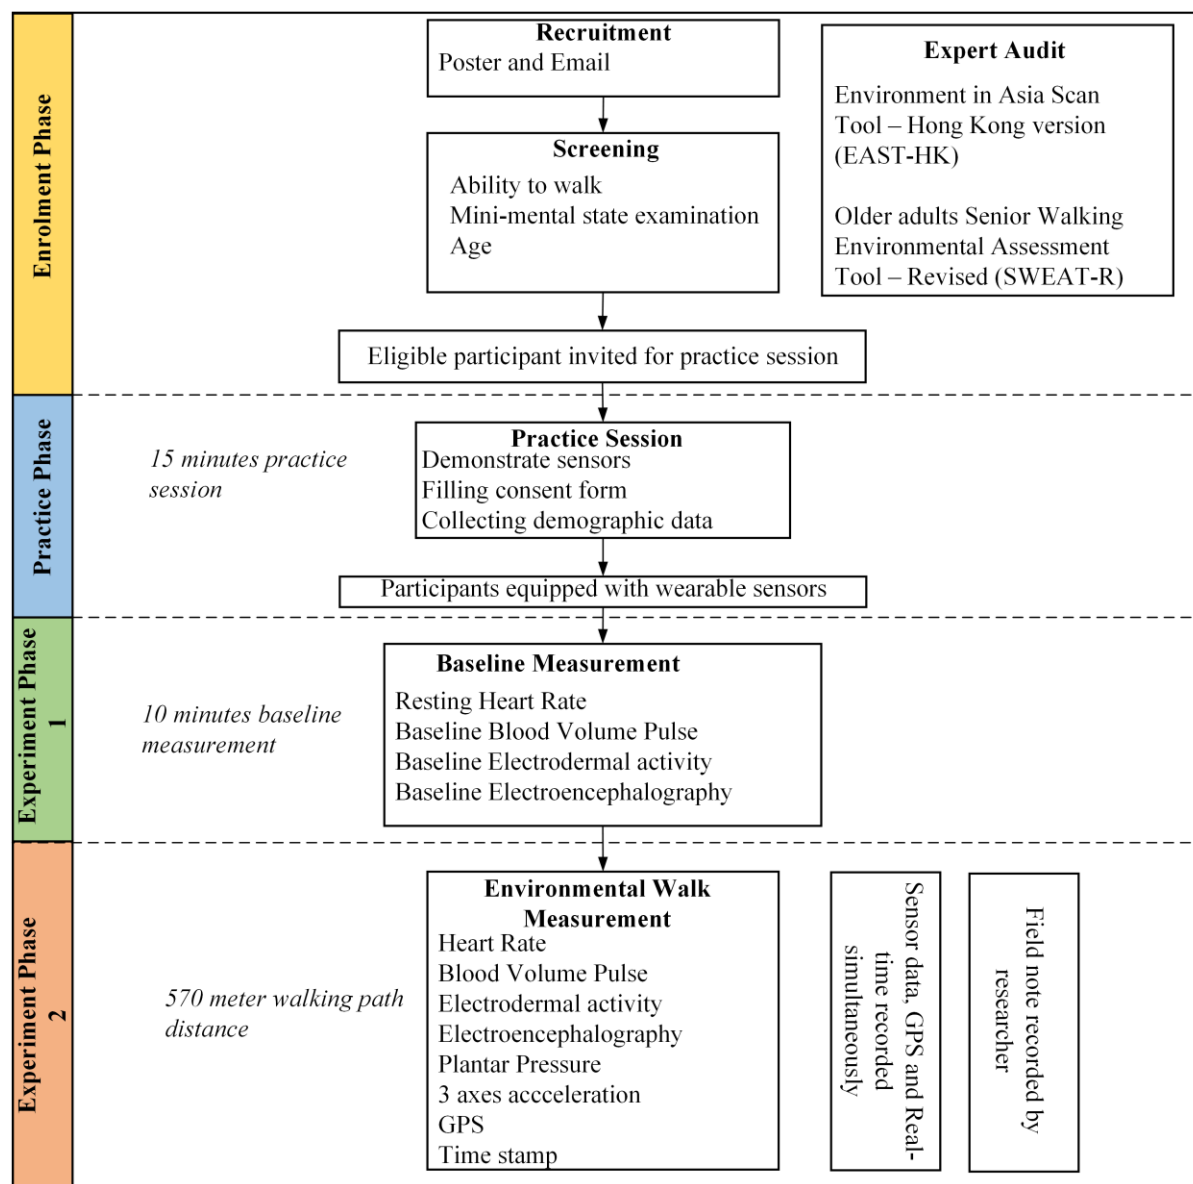 Enrolment Phase
Recruitment
Poster and Email
Screening
Ability to walk
Mini-mental state examination
Age
Eligible participant invited for practice session
Expert Audit
Environment in Asia Scan
Tool – Hong Kong version
(EAST-HK)
Older adults Senior Walking
Environmental Assessment
Tool – Revised (SWEAT-R)
Practice Phase
15 minutes practice
session
Practice Session
Demonstrate sensors
Filling consent form
Collecting demographic data
Participants equipped with wearable sensors
Experiment Phase
1
10 minutes baseline
measurement
Baseline Measurement
Resting Heart Rate
Baseline Blood Volume Pulse
Baseline Electrodermal activity
Baseline Electroencephalography
Experiment Phase
2
570 meter walking path
distance
Environmental Walk
Measurement
Heart Rate
Blood Volume Pulse
Electrodermal activity
Electroencephalography
Plantar Pressure
3 axes accceleration
GPS
Time stamp
Sensor data, GPS and Real-
time recorded
simultaneously
Field note recorded by
researcher